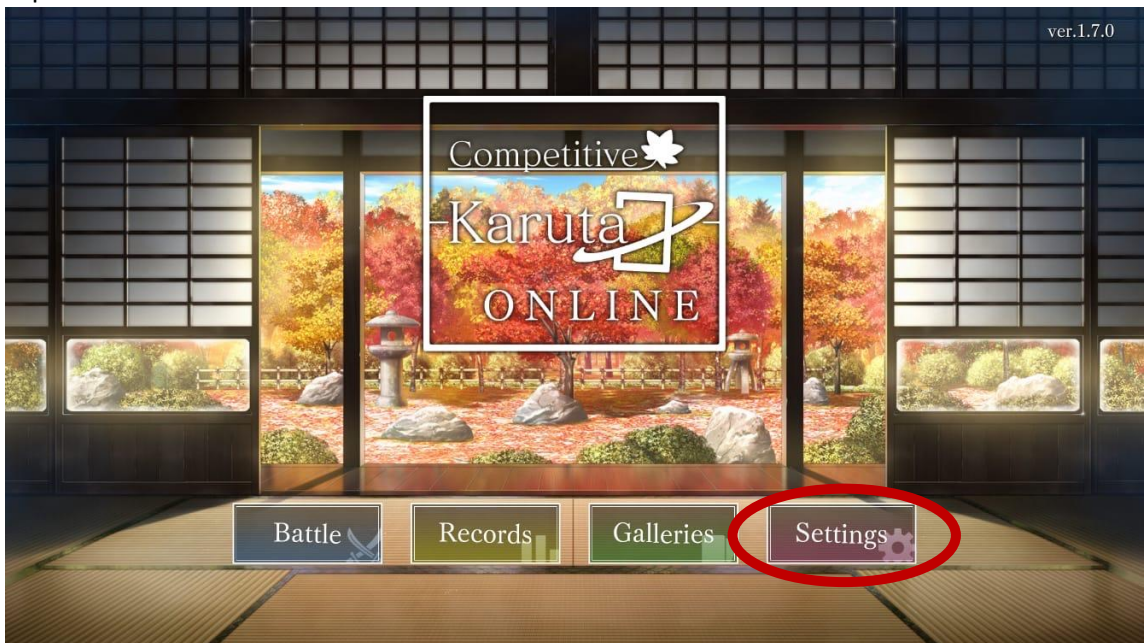 ver.1.7.0
Competitive
Karuta
ONLINE
Battle
Records
Galleries
Settings